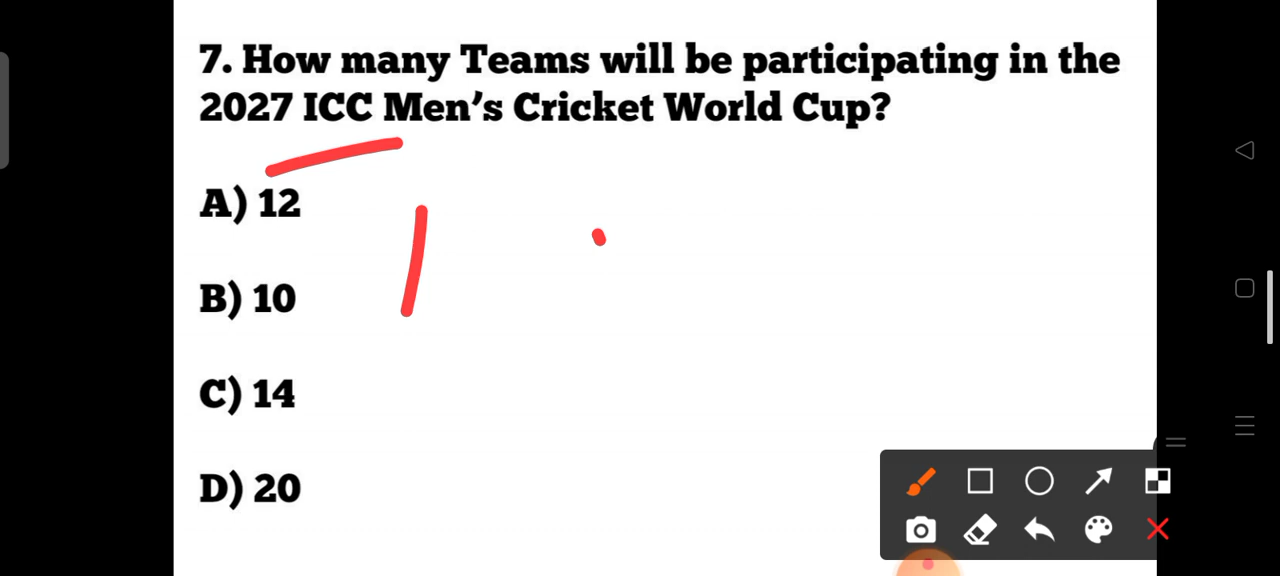 7. How many Teams will be participating in the
2027 ICC Men’s Cricket World Cup?
A) 12
B) 10
C) 14
D) 20